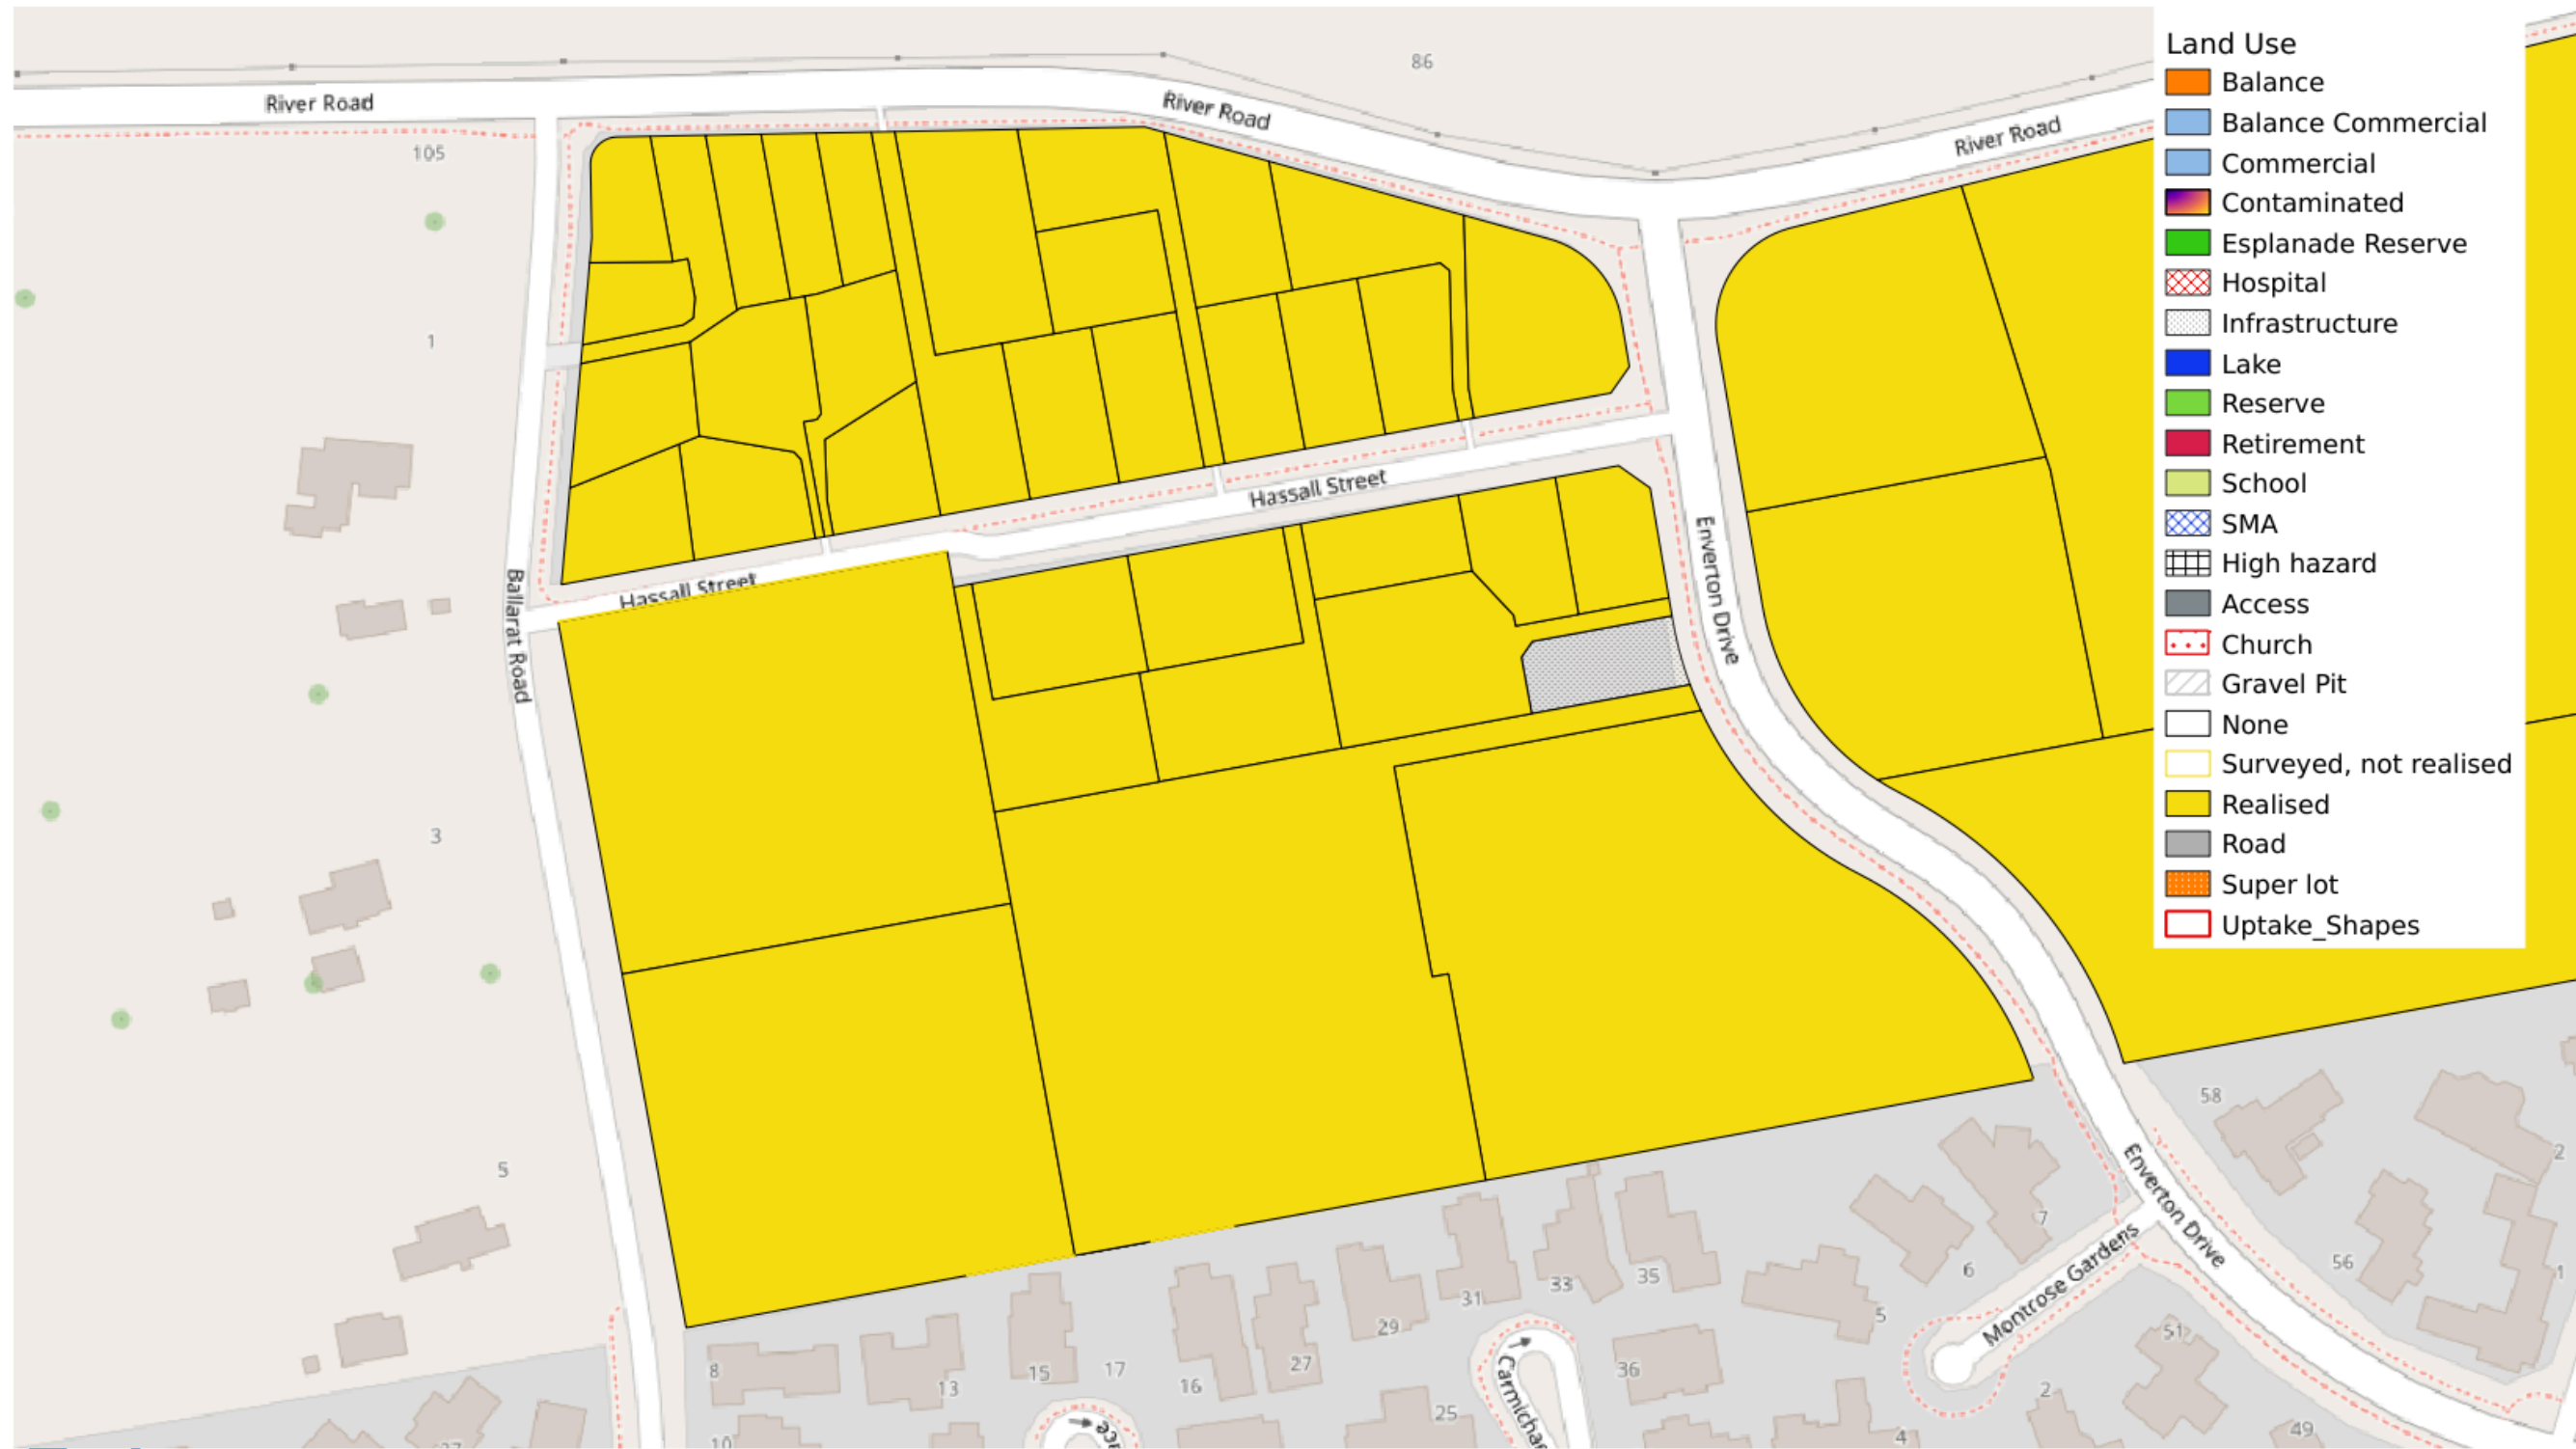 86
River Road
River Road
River Road
105
1
Hassall Street
Hassall Street
Ballarat Road
Enverton Drive
3
5
Enverton Drive
Montrose Gardens
58
2
7
6
5
56
1
51
2
49
4
8
13
15
17
16
27
29
31
33
35
36
25
10
Land Use
Balance
Balance Commercial
Commercial
Contaminated
Esplanade Reserve
Hospital
Infrastructure
Lake
Reserve
Retirement
School
SMA
High hazard
Access
Church
Gravel Pit
None
Surveyed, not realised
Realised
Road
Super lot
Uptake_Shapes